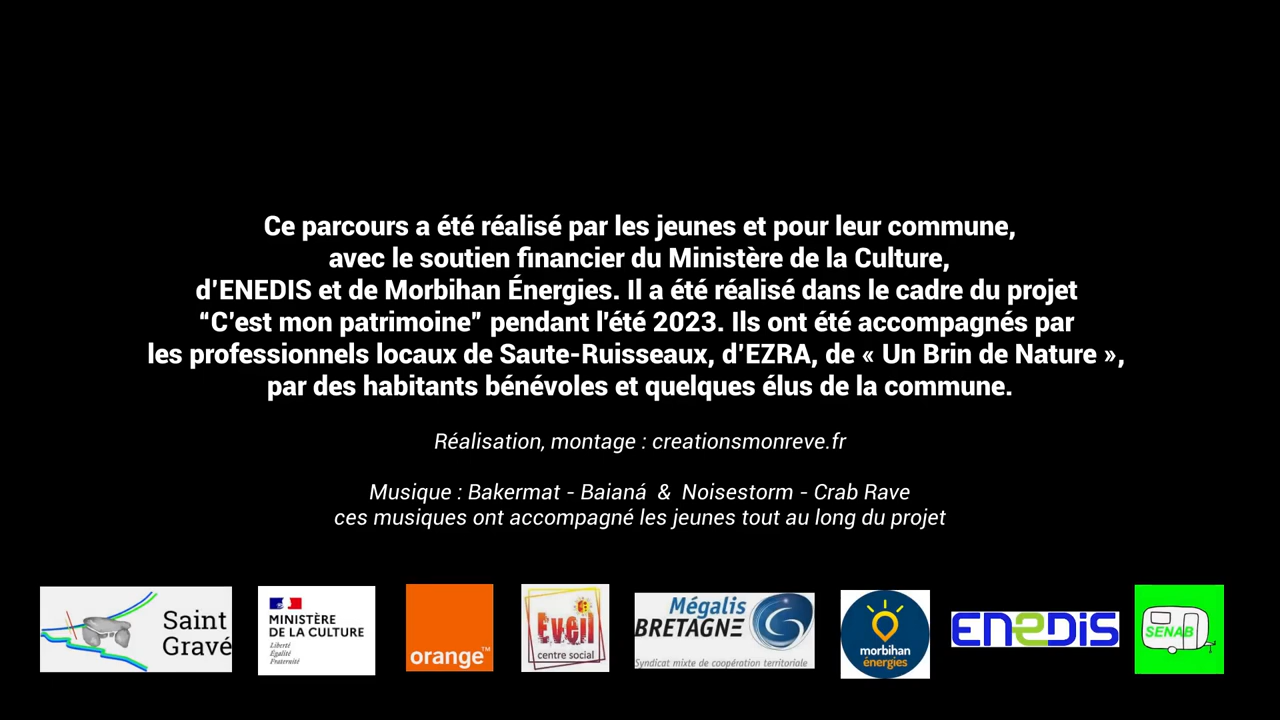 Ce parcours a été réalisé par les jeunes et pour leur commune,
avec le soutien financier du Ministère de la Culture,
d'ENEDIS et de Morbihan Énergies. Il a été réalisé dans le cadre du projet
“C'est mon patrimoine” pendant l'été 2023. Ils ont été accompagnés par
les professionnels locaux de Saute-Ruisseaux, d'EZRA, de « Un Brin de Nature »,
par des habitants bénévoles et quelques élus de la commune.
Réalisation, montage : creationsmonreve.fr
Musique : Bakermat - Baianá & Noisestorm - Crab Rave
ces musiques ont accompagné les jeunes tout au long du projet
Saint
Gravé
MINISTÈRE
DE LA CULTURE
Liberté
Égalité
Fraternité
orange™
Eveil
centre social
Mégalis
BRETAGNE
Syndicat mixte de coopération territoriale
morbihan
énergies
ENEDIS
SENAB